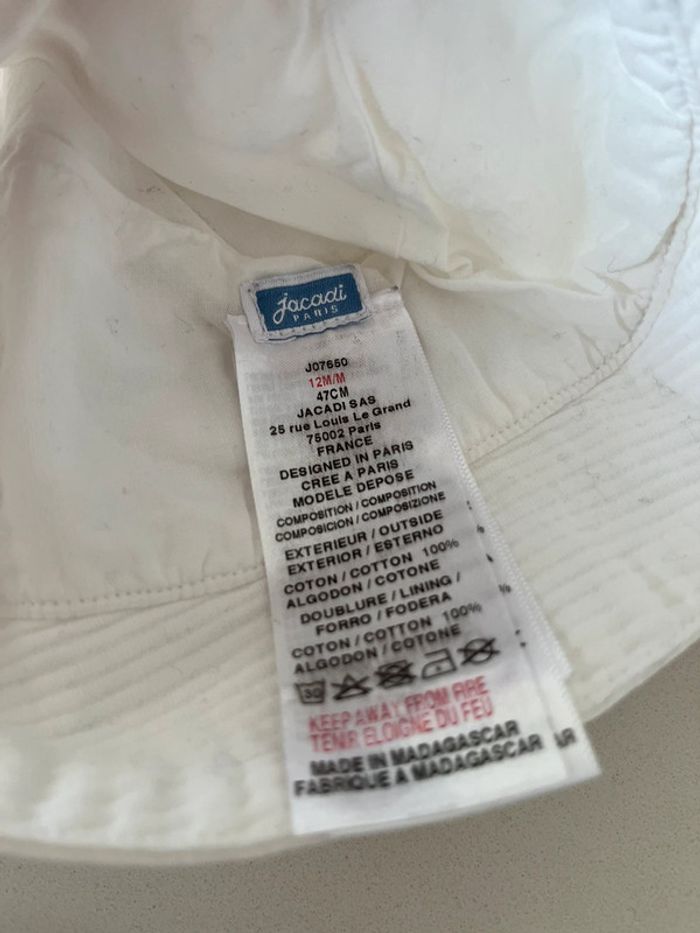 jacadi
PARIS
J07650
12M/M
47CM
JACADI SAS
25 rue Louis Le Grand
75002 Paris
FRANCE
DESIGNED IN PARIS
CREE A PARIS
MODELE DEPOSE
COMPOSITION / COMPOSITION
COMPOSICION / COMPOSIZIONE
EXTERIEUR / OUTSIDE
EXTERIOR / ESTERNO
COTON / COTTON 100%
ALGODON / COTONE
DOUBLURE / LINING /
FORRO / FODERA
COTON / COTTON 100%
ALGODON / COTONE
30
KEEP AWAY FROM FIRE
TENIR ELOIGNE DU FEU
MADE IN MADAGASCAR
FABRIQUE A MADAGASCAR